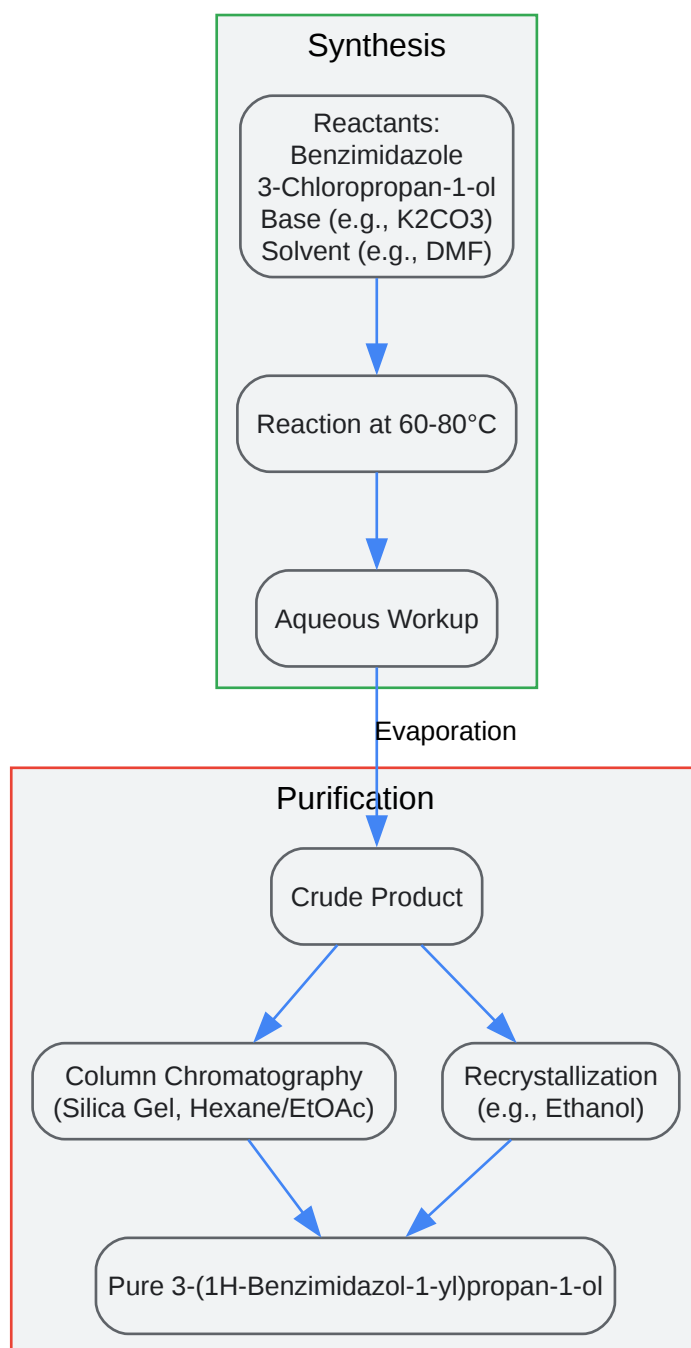 Synthesis
Reactants:
Benzimidazole
3-Chloropropan-1-ol
Base (e.g., K2CO3)
Solvent (e.g., DMF)
Reaction at 60-80°C
Aqueous Workup
Evaporation
Purification
Crude Product
Column Chromatography
(Silica Gel, Hexane/EtOAc)
Recrystallization
(e.g., Ethanol)
Pure 3-(1H-Benzimidazol-1-yl)propan-1-ol